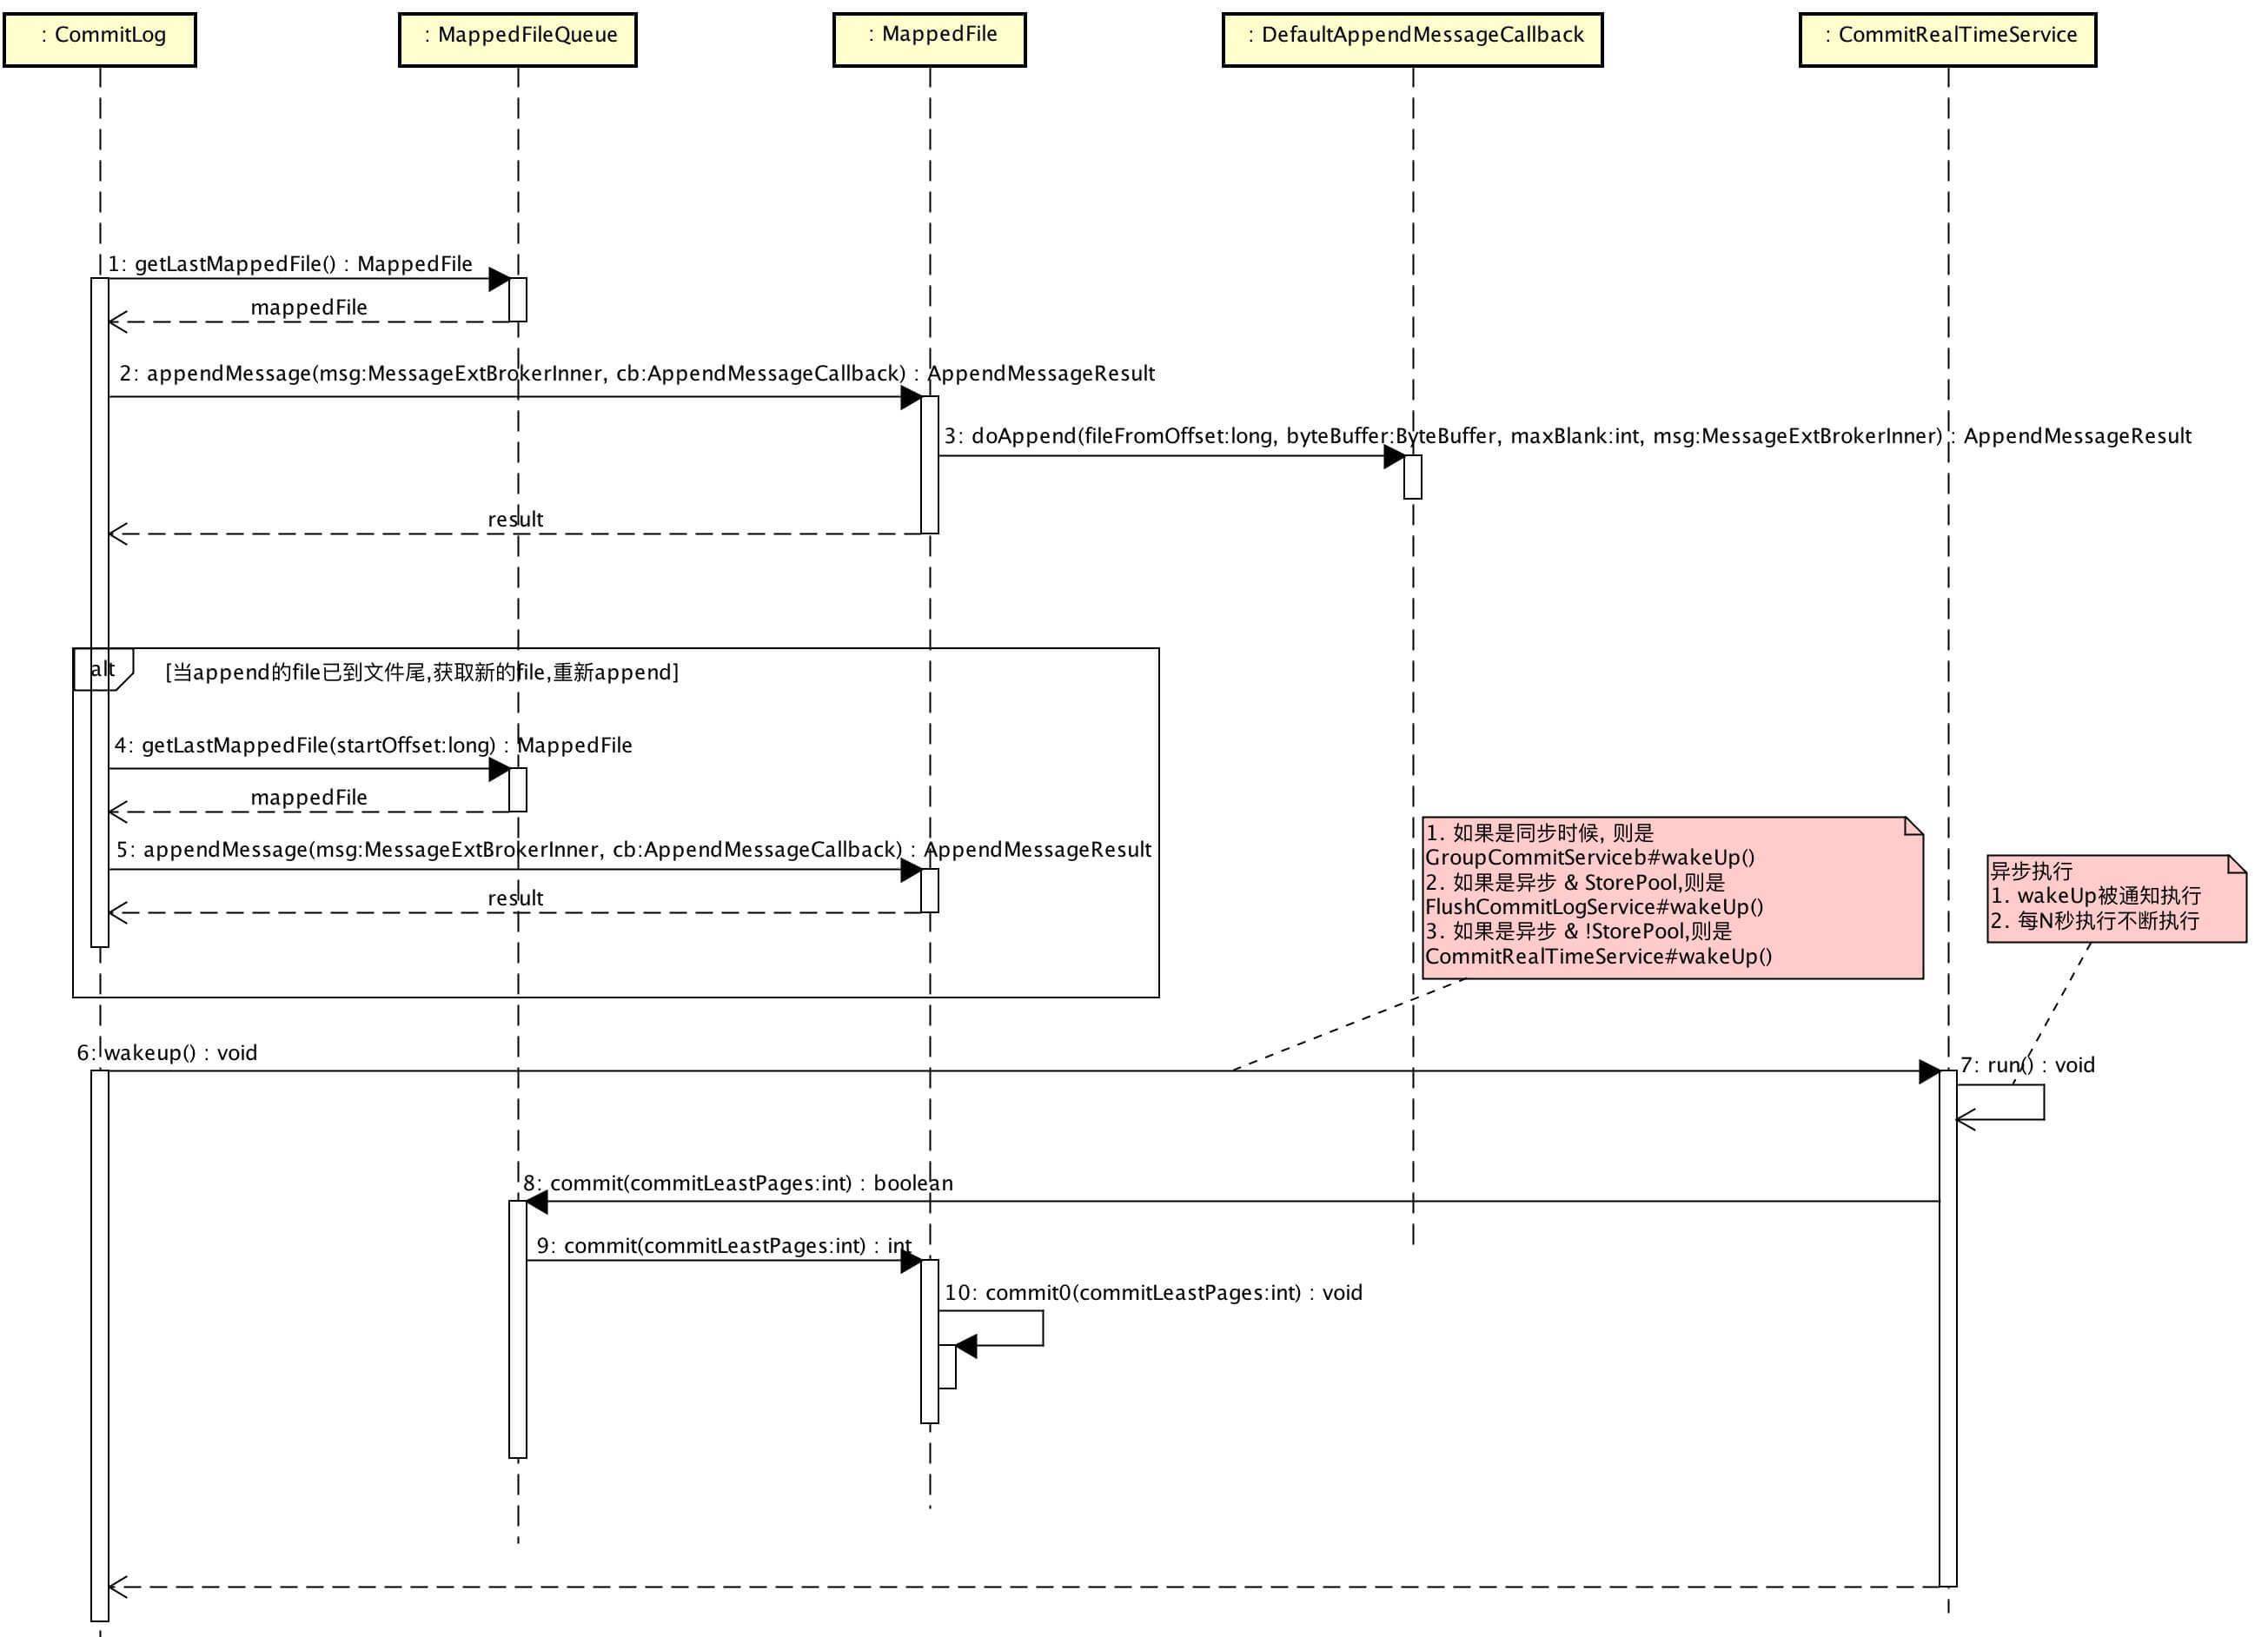 : CommitLog
: MappedFileQueue
: MappedFile
: DefaultAppendMessageCallback
: CommitRealTimeService
1: getLastMappedFile() : MappedFile
mappedFile
2: appendMessage(msg:MessageExtBrokerInner, cb:AppendMessageCallback) : AppendMessageResult
3: doAppend(fileFromOffset:long, byteBuffer:ByteBuffer, maxBlank:int, msg:MessageExtBrokerInner) : AppendMessageResult
result
alt
[当append的file已到文件尾,获取新的file,重新append]
4: getLastMappedFile(startOffset:long) : MappedFile
mappedFile
5: appendMessage(msg:MessageExtBrokerInner, cb:AppendMessageCallback) : AppendMessageResult
result
1. 如果是同步时候, 则是
GroupCommitServiceb#wakeUp()
2. 如果是异步 & StorePool,则是
FlushCommitLogService#wakeUp()
3. 如果是异步 & !StorePool,则是
CommitRealTimeService#wakeUp()
异步执行
1. wakeUp被通知执行
2. 每N秒执行不断执行
6: wakeup() : void
7: run() : void
8: commit(commitLeastPages:int) : boolean
9: commit(commitLeastPages:int) : int
10: commit0(commitLeastPages:int) : void